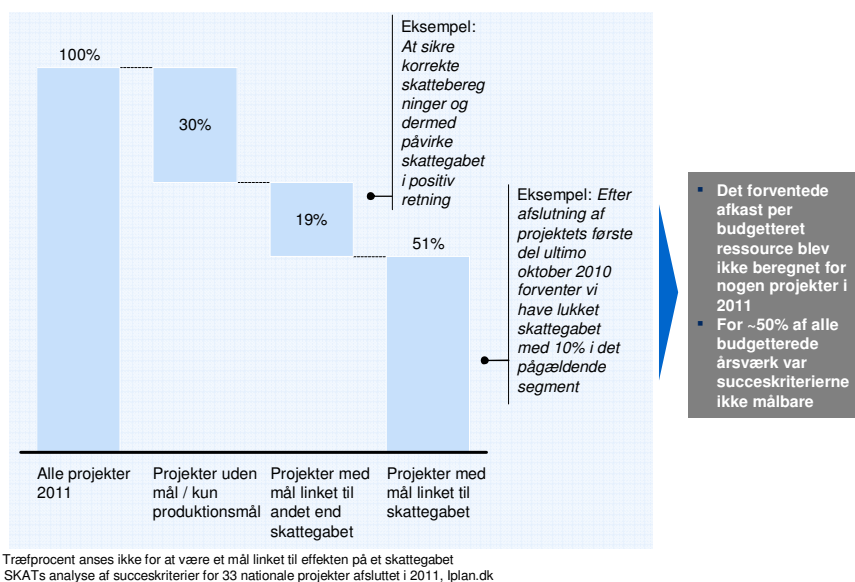 Eksempel:
At sikre
korrekte
skattebereg
ninger og
dermed
påvirke
skattegabet
i positiv
retning
100%
30%
19%
51%
Eksempel: Efter
afslutning af
projektets første
del ultimo
oktober 2010
forventer vi
have lukket
skattegabet
med 10% i det
pågældende
segment
Det forventede
afkast per
budgetteret
ressource blev
ikke beregnet for
nogen projekter i
2011
For ~50% af alle
budgetterede
årsværk var
succeskriterierne
ikke målbare
Alle projekter
2011
Projekter uden
mål / kun
produktionsmål
Projekter med
mål linket til
andet end
skattegabet
Projekter med
mål linket til
skattegabet
Træfprocent anses ikke for at være et mål linket til effekten på et skattegabet
SKATs analyse af succeskriterier for 33 nationale projekter afsluttet i 2011, Iplan.dk